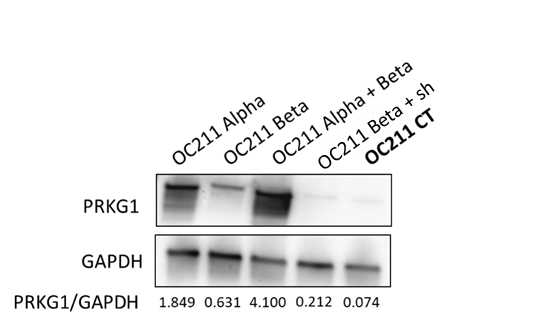 OC211 Alpha
OC211 Beta
OC211 Alpha + Beta
OC211 Beta + sh
OC211 CT
PRKG1
GAPDH
PRKG1/GAPDH 1.849 0.631 4.100 0.212 0.074